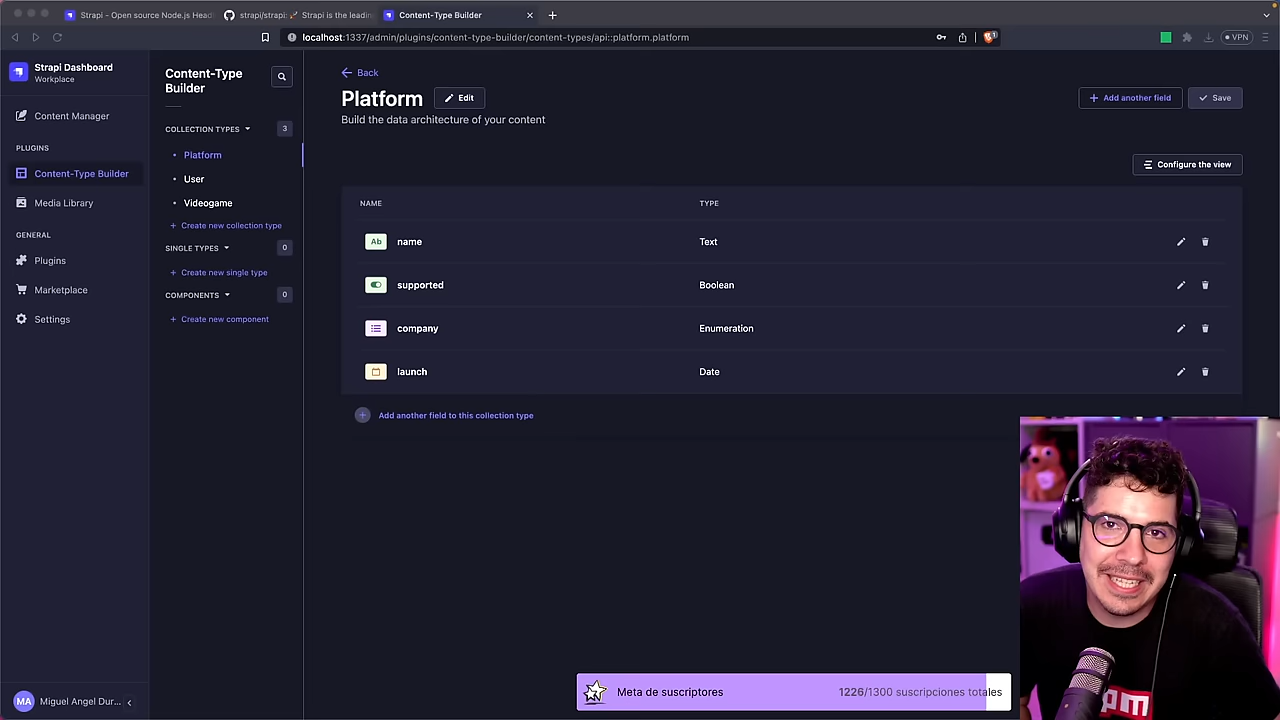 Strapi - Open source Node.js Head
strapi/strapi:
Strapi is the leadin
Content-Type Builder
localhost:1337/admin/plugins/content-type-builder/content-types/api::platform.platform
VPN
Strapi Dashboard
Workplace
Content Manager
PLUGINS
Content-Type Builder
Media Library
GENERAL
Plugins
Marketplace
Settings
MA
Miguel Angel Dur...
Content-Type
Builder
COLLECTION TYPES
3
Platform
User
Videogame
Create new collection type
SINGLE TYPES
0
Create new single type
COMPONENTS
0
Create new component
Back
Platform
Edit
Build the data architecture of your content
Add another field
Save
Configure the view
NAME
TYPE
Ab
name
Text
supported
Boolean
company
Enumeration
launch
Date
Add another field to this collection type
Meta de suscriptores
1226/1300 suscripciones totales
pm